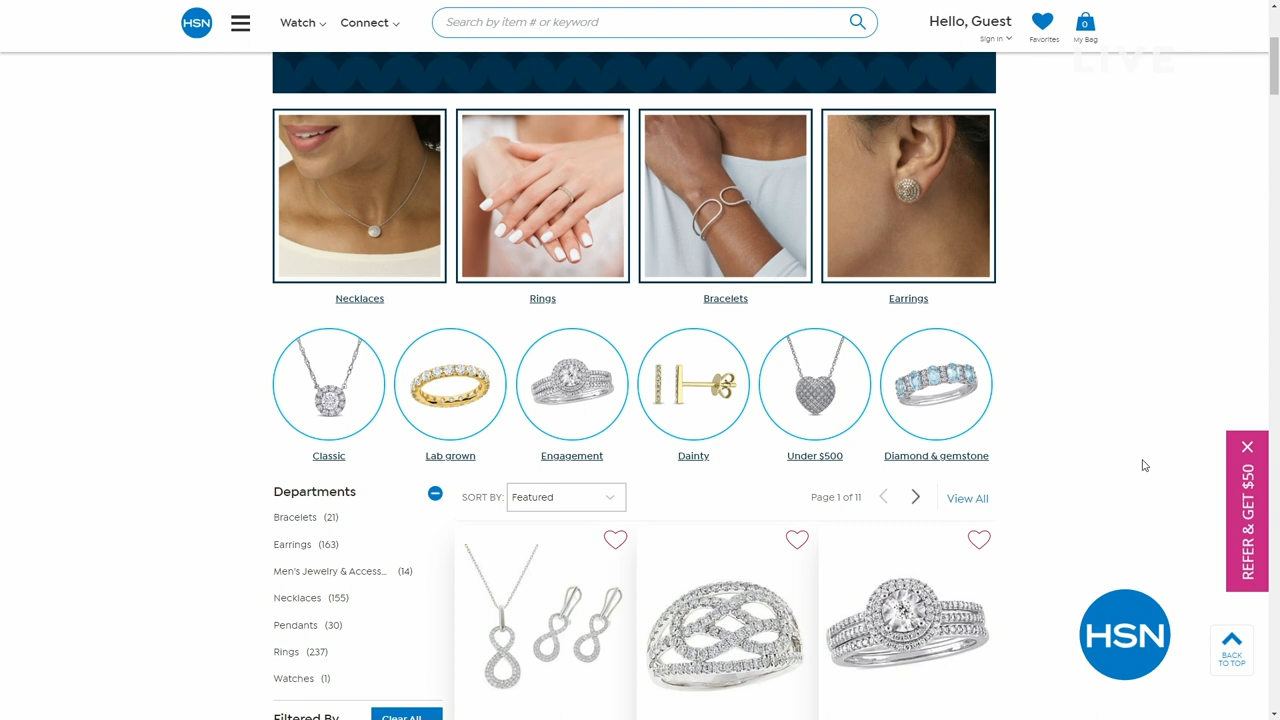 HSN
Watch
Connect
Search by item # or keyword
Hello, Guest
Sign In
Favorites
0
My Bag
LIVE
Necklaces
Rings
Bracelets
Earrings
Classic
Lab grown
Engagement
Dainty
Under $500
Diamond & gemstone
Departments
Bracelets (21)
Earrings (163)
Men's Jewelry & Access... (14)
Necklaces (155)
Pendants (30)
Rings (237)
Watches (1)
Filtered By
Clear All
SORT BY:
Featured
Page 1 of 11
View All
REFER & GET $50
HSN
BACK
TO TOP